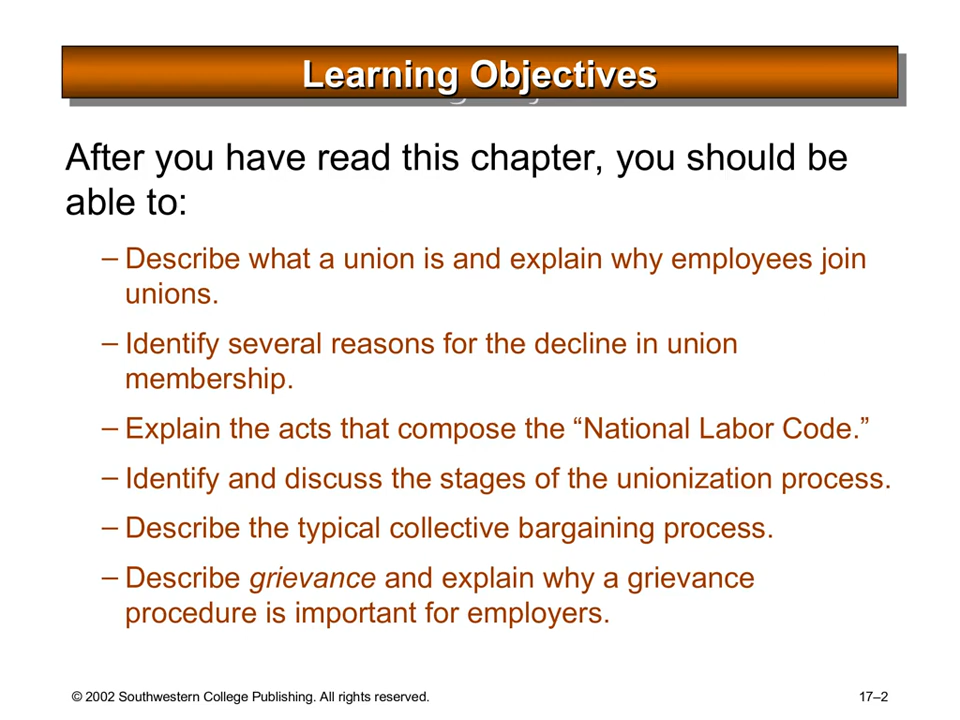 Learning Objectives
After you have read this chapter, you should be
able to:
– Describe what a union is and explain why employees join
unions.
– Identify several reasons for the decline in union
membership.
– Explain the acts that compose the “National Labor Code.”
– Identify and discuss the stages of the unionization process.
– Describe the typical collective bargaining process.
– Describe grievance and explain why a grievance
procedure is important for employers.
© 2002 Southwestern College Publishing. All rights reserved.
17–2